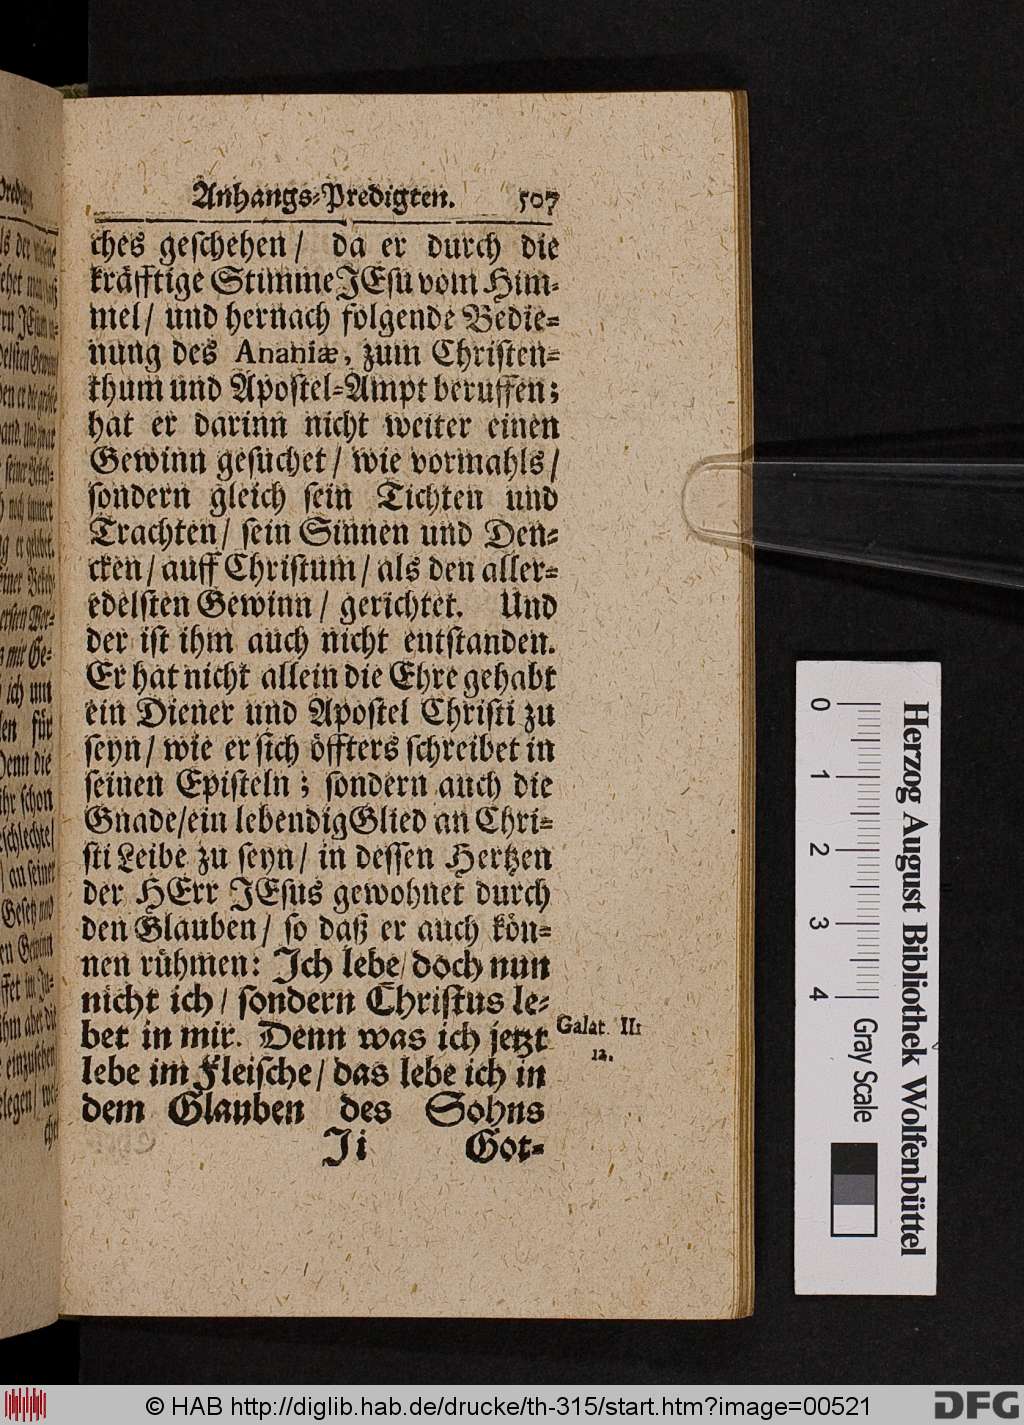 Anhangs-Predigten. 507
ches geschehen / da er durch die
kräfftige Stimme JEsu vom Him-
mel / und hernach folgende Bedie-
nung des Ananiæ, zum Christen-
thum und Apostel-Ampt beruffen;
hat er darinn nicht weiter einen
Gewinn gesuchet / wie vormahls /
sondern gleich sein Tichten und
Trachten / sein Sinnen und Den-
cken / auff Christum / als den aller-
edelsten Gewinn / gerichtet. Und
der ist ihm auch nicht entstanden.
Er hat nicht allein die Ehre gehabt
ein Diener und Apostel Christi zu
seyn / wie er sich öffters schreibet in
seinen Episteln; sondern auch die
Gnade / ein lebendig Glied an Chri-
sti Leibe zu seyn / in dessen Hertzen
der HErr JEsus gewohnet durch
den Glauben / so daß er auch kön-
nen rühmen: Ich lebe / doch nun
nicht ich / sondern Christus le-
bet in mir. Denn was ich jetzt
lebe im Fleische / das lebe ich in
dem Glauben des Sohns
Ji Got-
Galat. II:
12.
Herzog August Bibliothek Wolfenbüttel
0 1 2 3 4 Gray Scale
© HAB http://diglib.hab.de/drucke/th-315/start.htm?image=00521
DFG